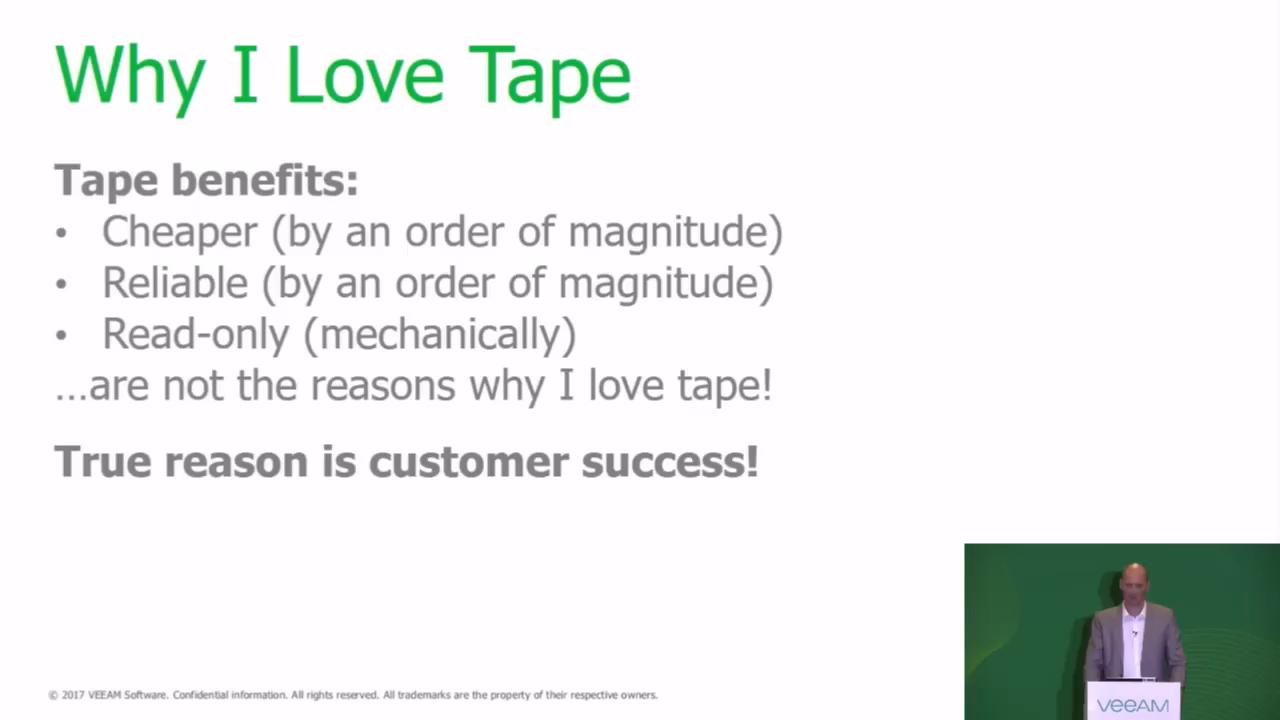 Why I Love Tape
Tape benefits:
• Cheaper (by an order of magnitude)
• Reliable (by an order of magnitude)
• Read-only (mechanically)
...are not the reasons why I love tape!
True reason is customer success!
© 2017 VEEAM Software. Confidential information. All rights reserved. All trademarks are the property of their respective owners.
VEEAM